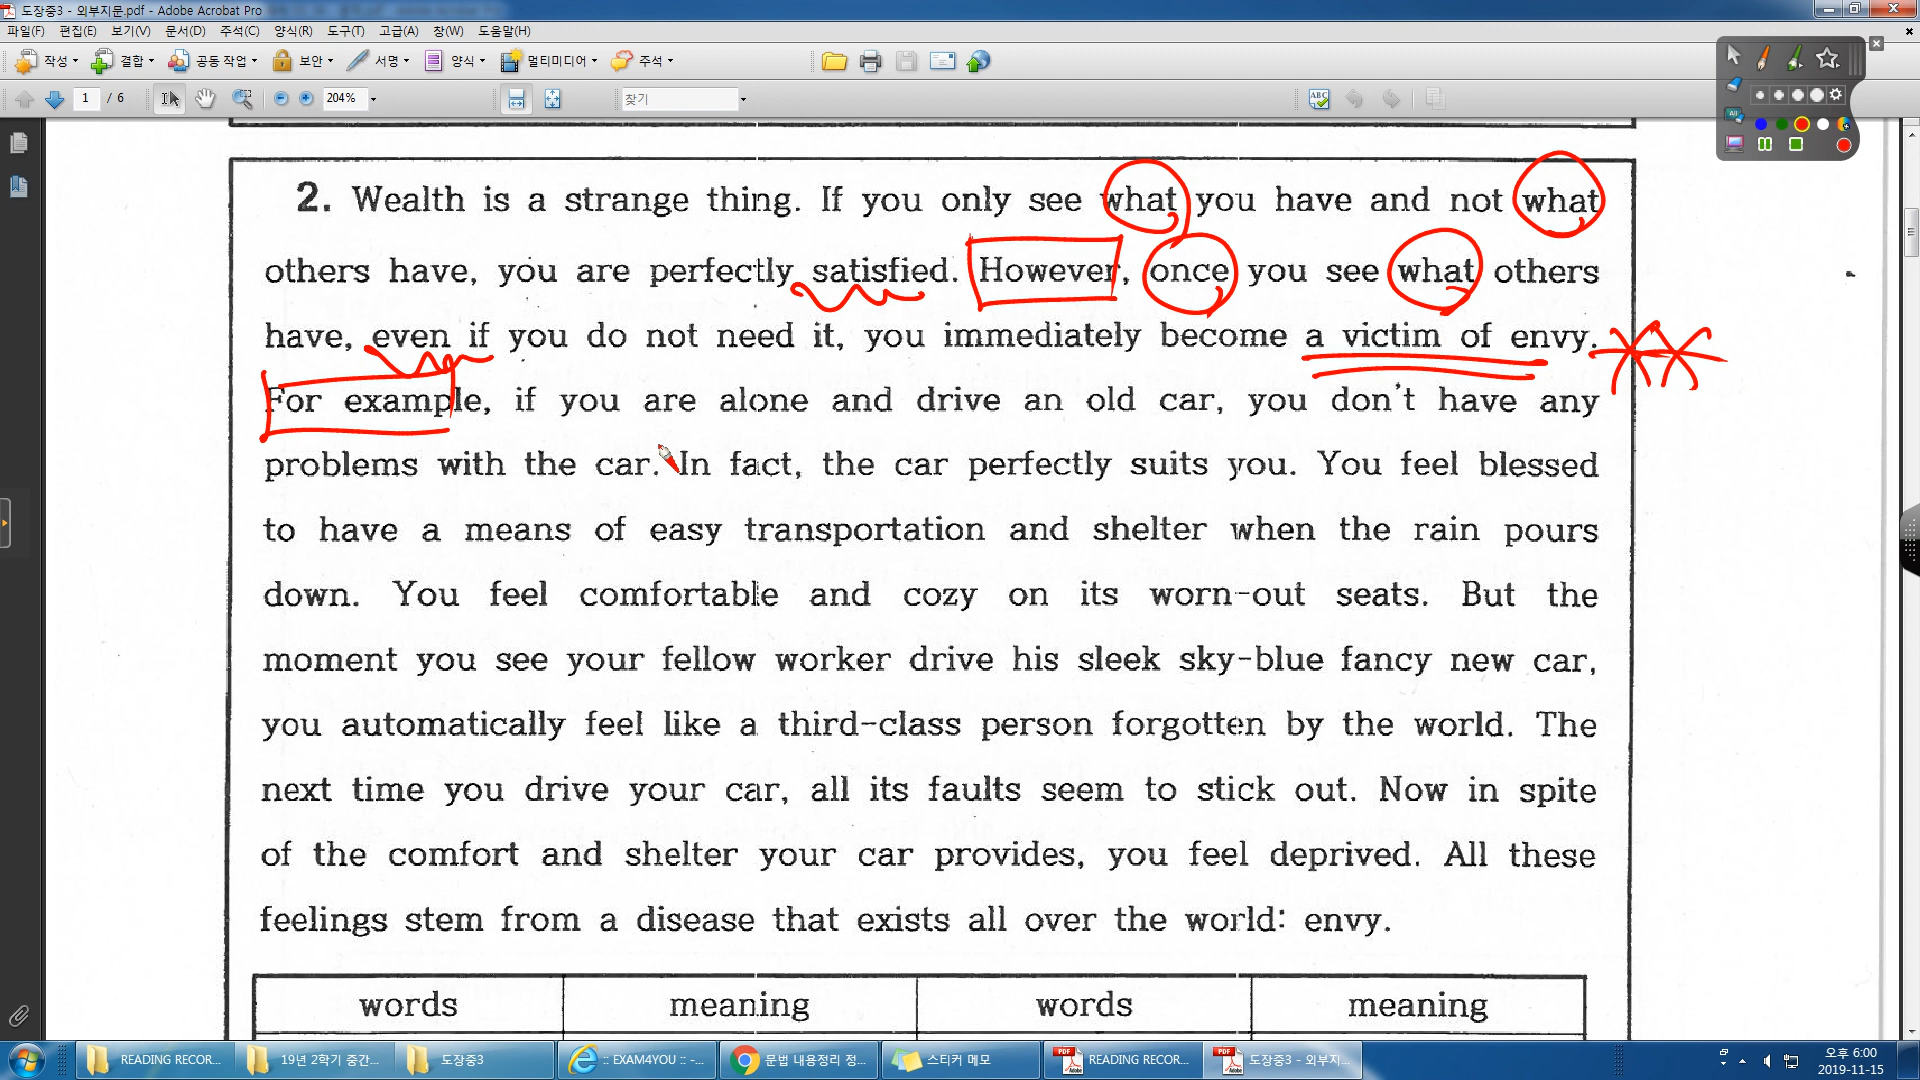 도장중3 - 외부지문.pdf - Adobe Acrobat Pro
파일(F) 편집(E) 보기(V) 문서(D) 주석(C) 양식(R) 도구(T) 고급(A) 창(W) 도움말(H)
작성 결합 공동 작업 보안 서명 양식 멀티미디어 주석
1 / 6 204% 찾기
2. Wealth is a strange thing. If you only see what you have and not what
others have, you are perfectly satisfied. However, once you see what others
have, even if you do not need it, you immediately become a victim of envy.
For example, if you are alone and drive an old car, you don't have any
problems with the car. In fact, the car perfectly suits you. You feel blessed
to have a means of easy transportation and shelter when the rain pours
down. You feel comfortable and cozy on its worn-out seats. But the
moment you see your fellow worker drive his sleek sky-blue fancy new car,
you automatically feel like a third-class person forgotten by the world. The
next time you drive your car, all its faults seem to stick out. Now in spite
of the comfort and shelter your car provides, you feel deprived. All these
feelings stem from a disease that exists all over the world: envy.
words meaning words meaning
READING RECOR... 19년 2학기 중간... 도장중3 :: EXAM4YOU :: -... 문법 내용정리 정... 스티커 메모 READING RECOR... 도장중3 - 외부지...
오후 6:00
2019-11-15